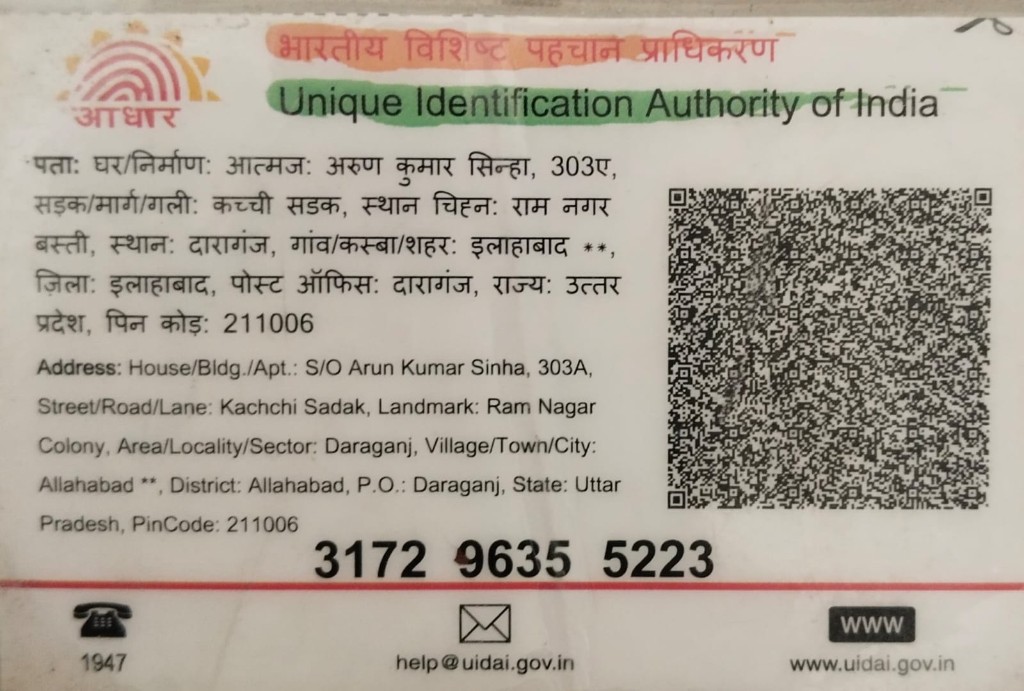 आधार
भारतीय विशिष्ट पहचान प्राधिकरण
Unique Identification Authority of India
पता: घर/निर्माण: आत्मज: अरुण कुमार सिन्हा, 303ए,
सड़क/मार्ग/गली: कच्ची सडक, स्थान चिह्न: राम नगर
बस्ती, स्थान: दारागंज, गांव/कस्बा/शहर: इलाहाबाद **,
ज़िला: इलाहाबाद, पोस्ट ऑफिस: दारागंज, राज्य: उत्तर
प्रदेश, पिन कोड़: 211006
Address: House/Bldg./Apt.: S/O Arun Kumar Sinha, 303A,
Street/Road/Lane: Kachchi Sadak, Landmark: Ram Nagar
Colony, Area/Locality/Sector: Daraganj, Village/Town/City:
Allahabad **, District: Allahabad, P.O.: Daraganj, State: Uttar
Pradesh, PinCode: 211006
3172 9635 5223
1947
help@uidai.gov.in
WWW
www.uidai.gov.in